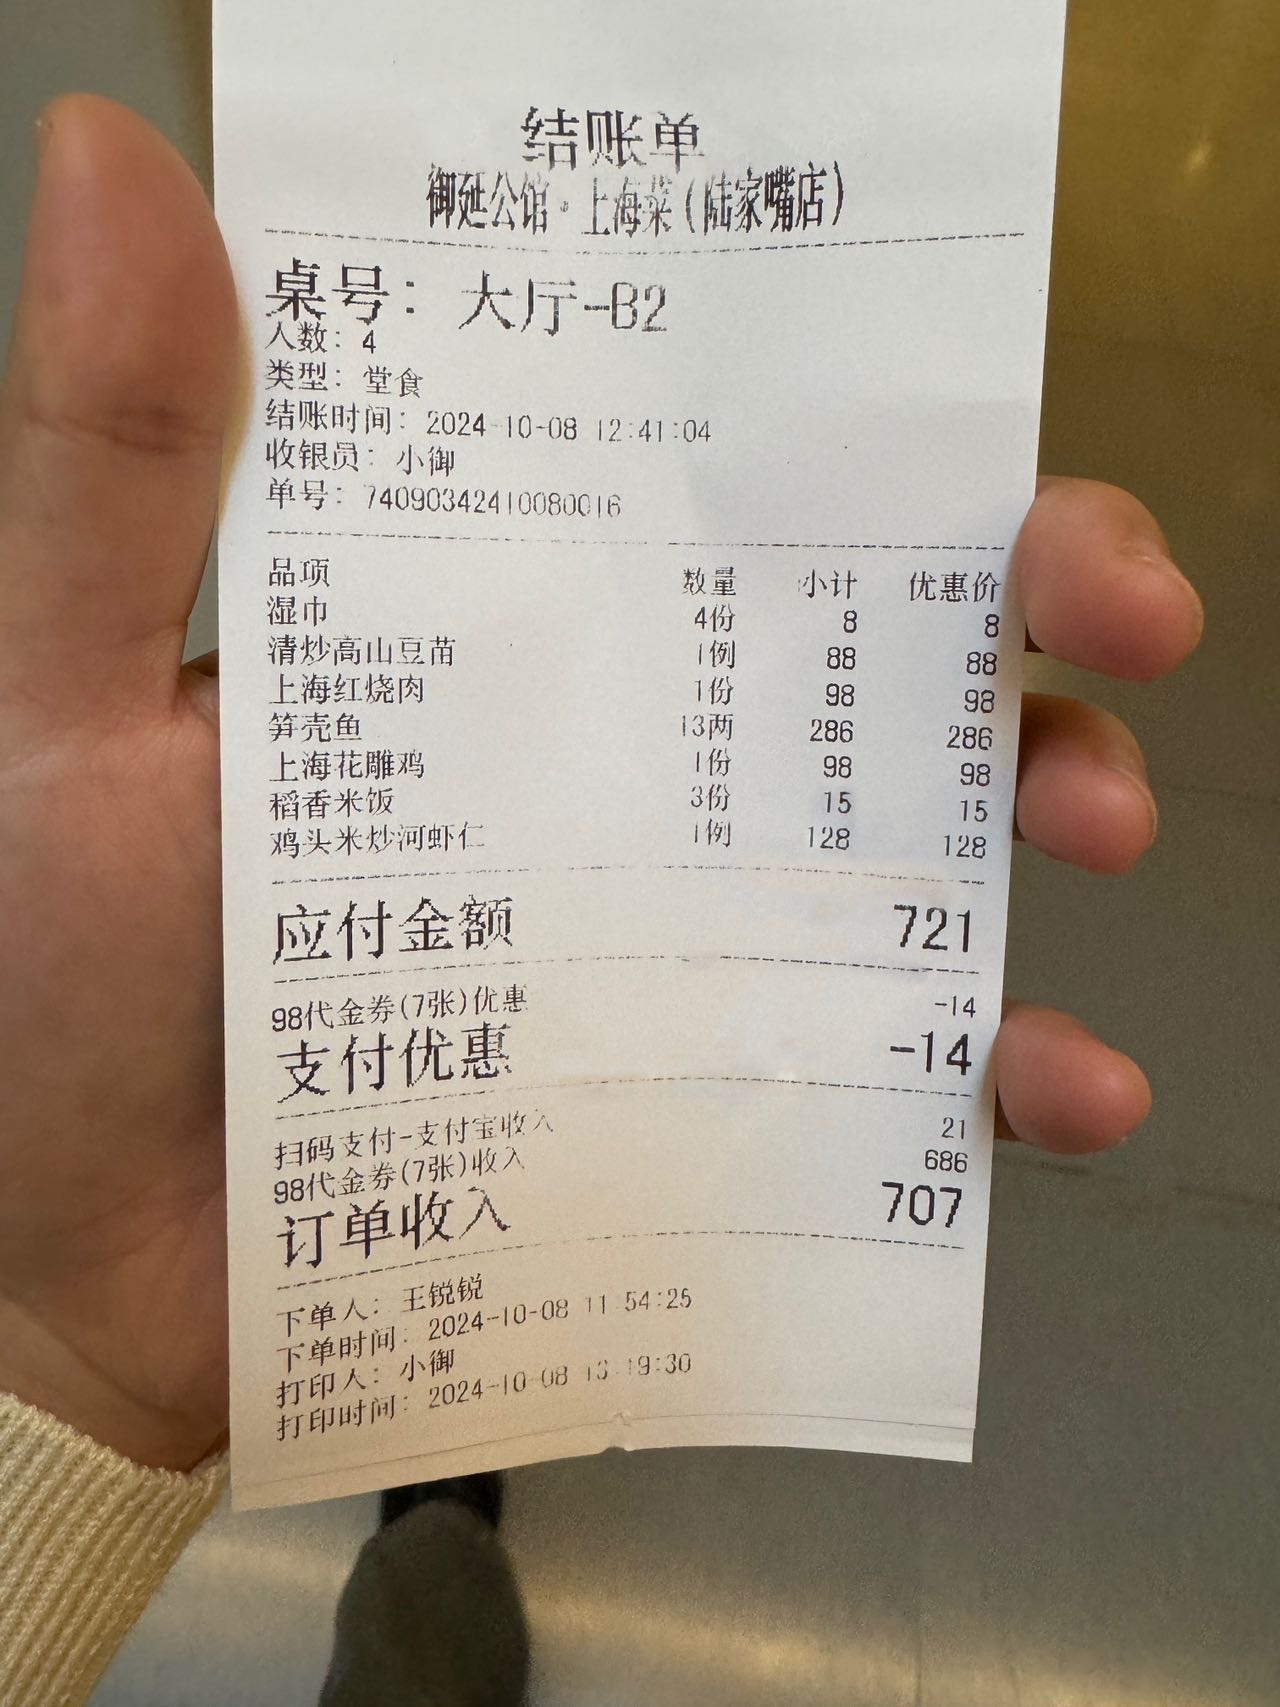 结账单
御延公馆·上海菜(陆家嘴店)
桌号: 大厅-B2
人数: 4
类型: 堂食
结账时间: 2024-10-08 12:41:04
收银员: 小御
单号: 74090342410080016
品项 数量 小计 优惠价
湿巾 4份 8 8
清炒高山豆苗 1例 88 88
上海红烧肉 1份 98 98
笋壳鱼 13两 286 286
上海花雕鸡 1份 98 98
稻香米饭 3份 15 15
鸡头米炒河虾仁 1例 128 128
应付金额 721
98代金券(7张)优惠 -14
支付优惠 -14
扫码支付-支付宝收入 21
98代金券(7张)收入 686
订单收入 707
下单人: 王锐锐
下单时间: 2024-10-08 11:54:25
打印人: 小御
打印时间: 2024-10-08 13:19:30